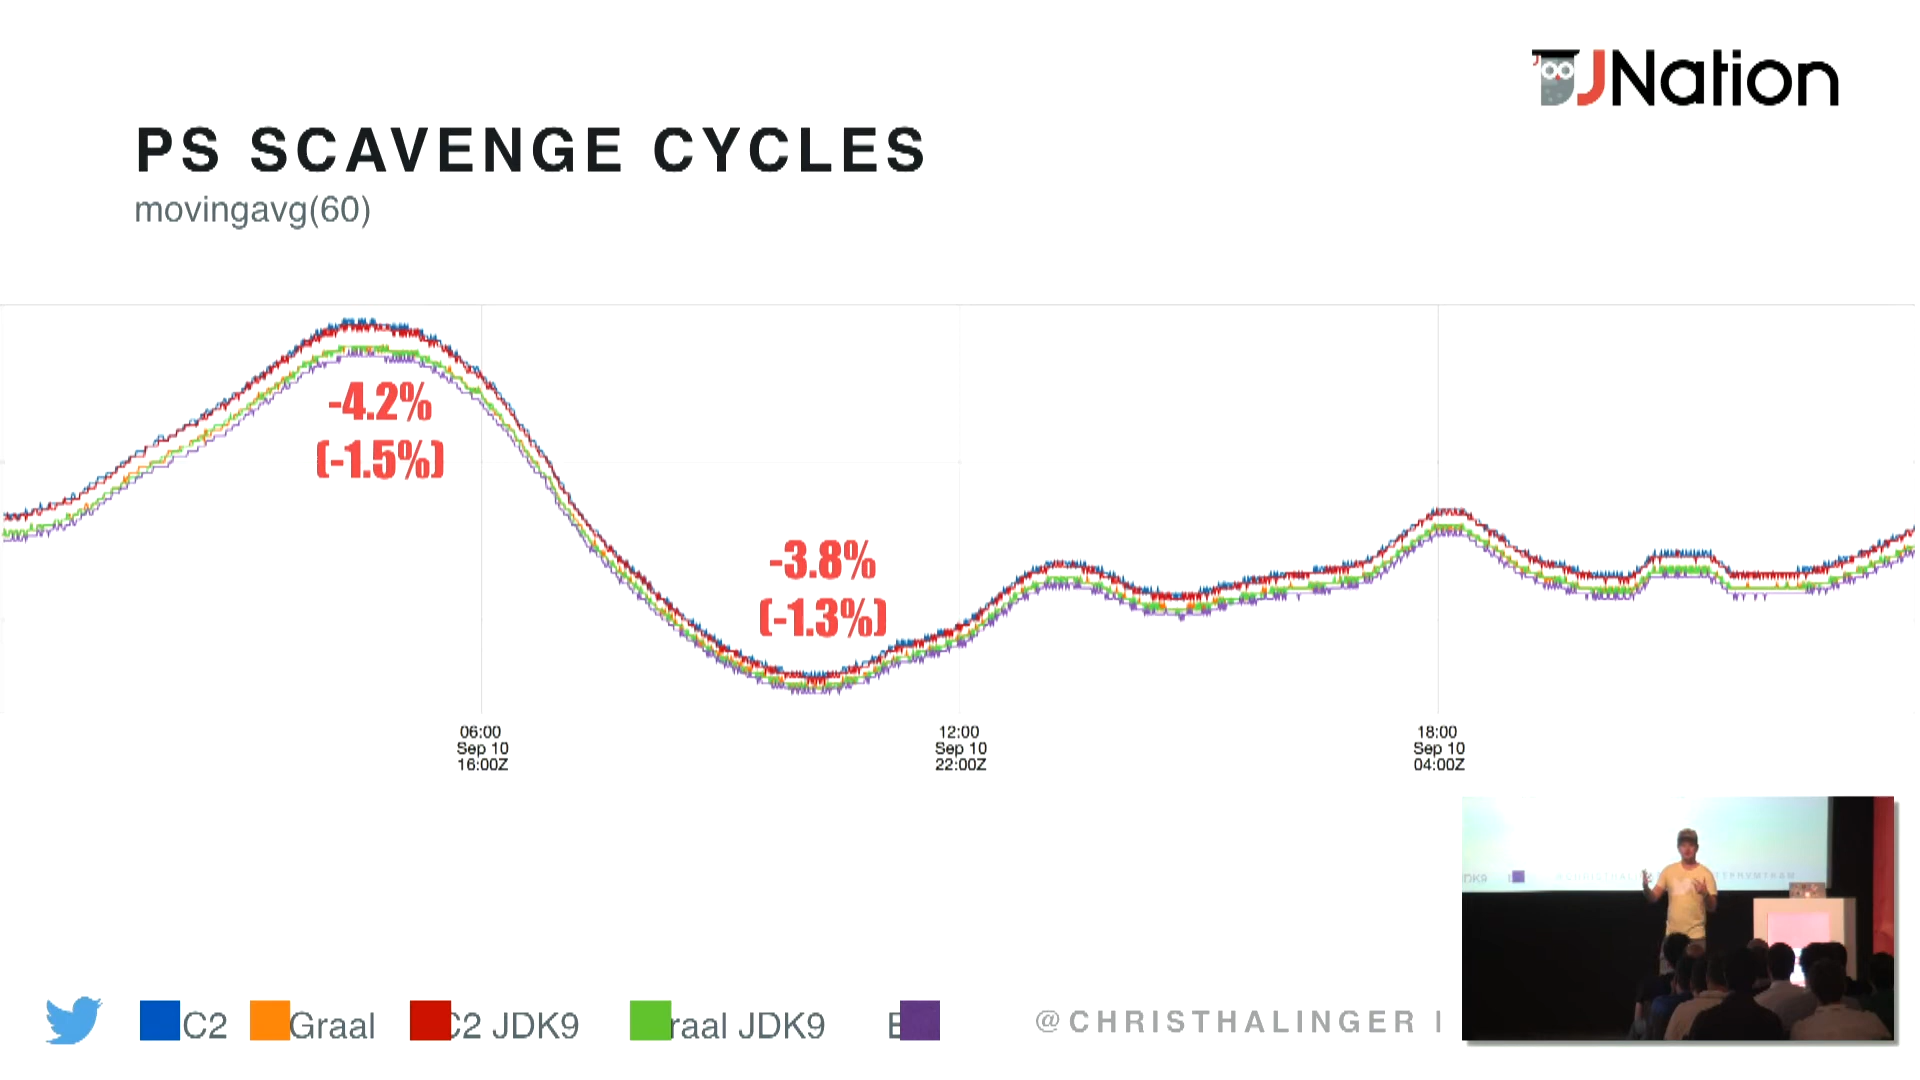 JNation
PS SCAVENGE CYCLES
movingavg(60)
-4.2%
(-1.5%)
-3.8%
(-1.3%)
06:00
Sep 10
16:00Z
12:00
Sep 10
22:00Z
18:00
Sep 10
04:00Z
C2
Graal
C2 JDK9
raal JDK9
@CHRISTHALINGER |